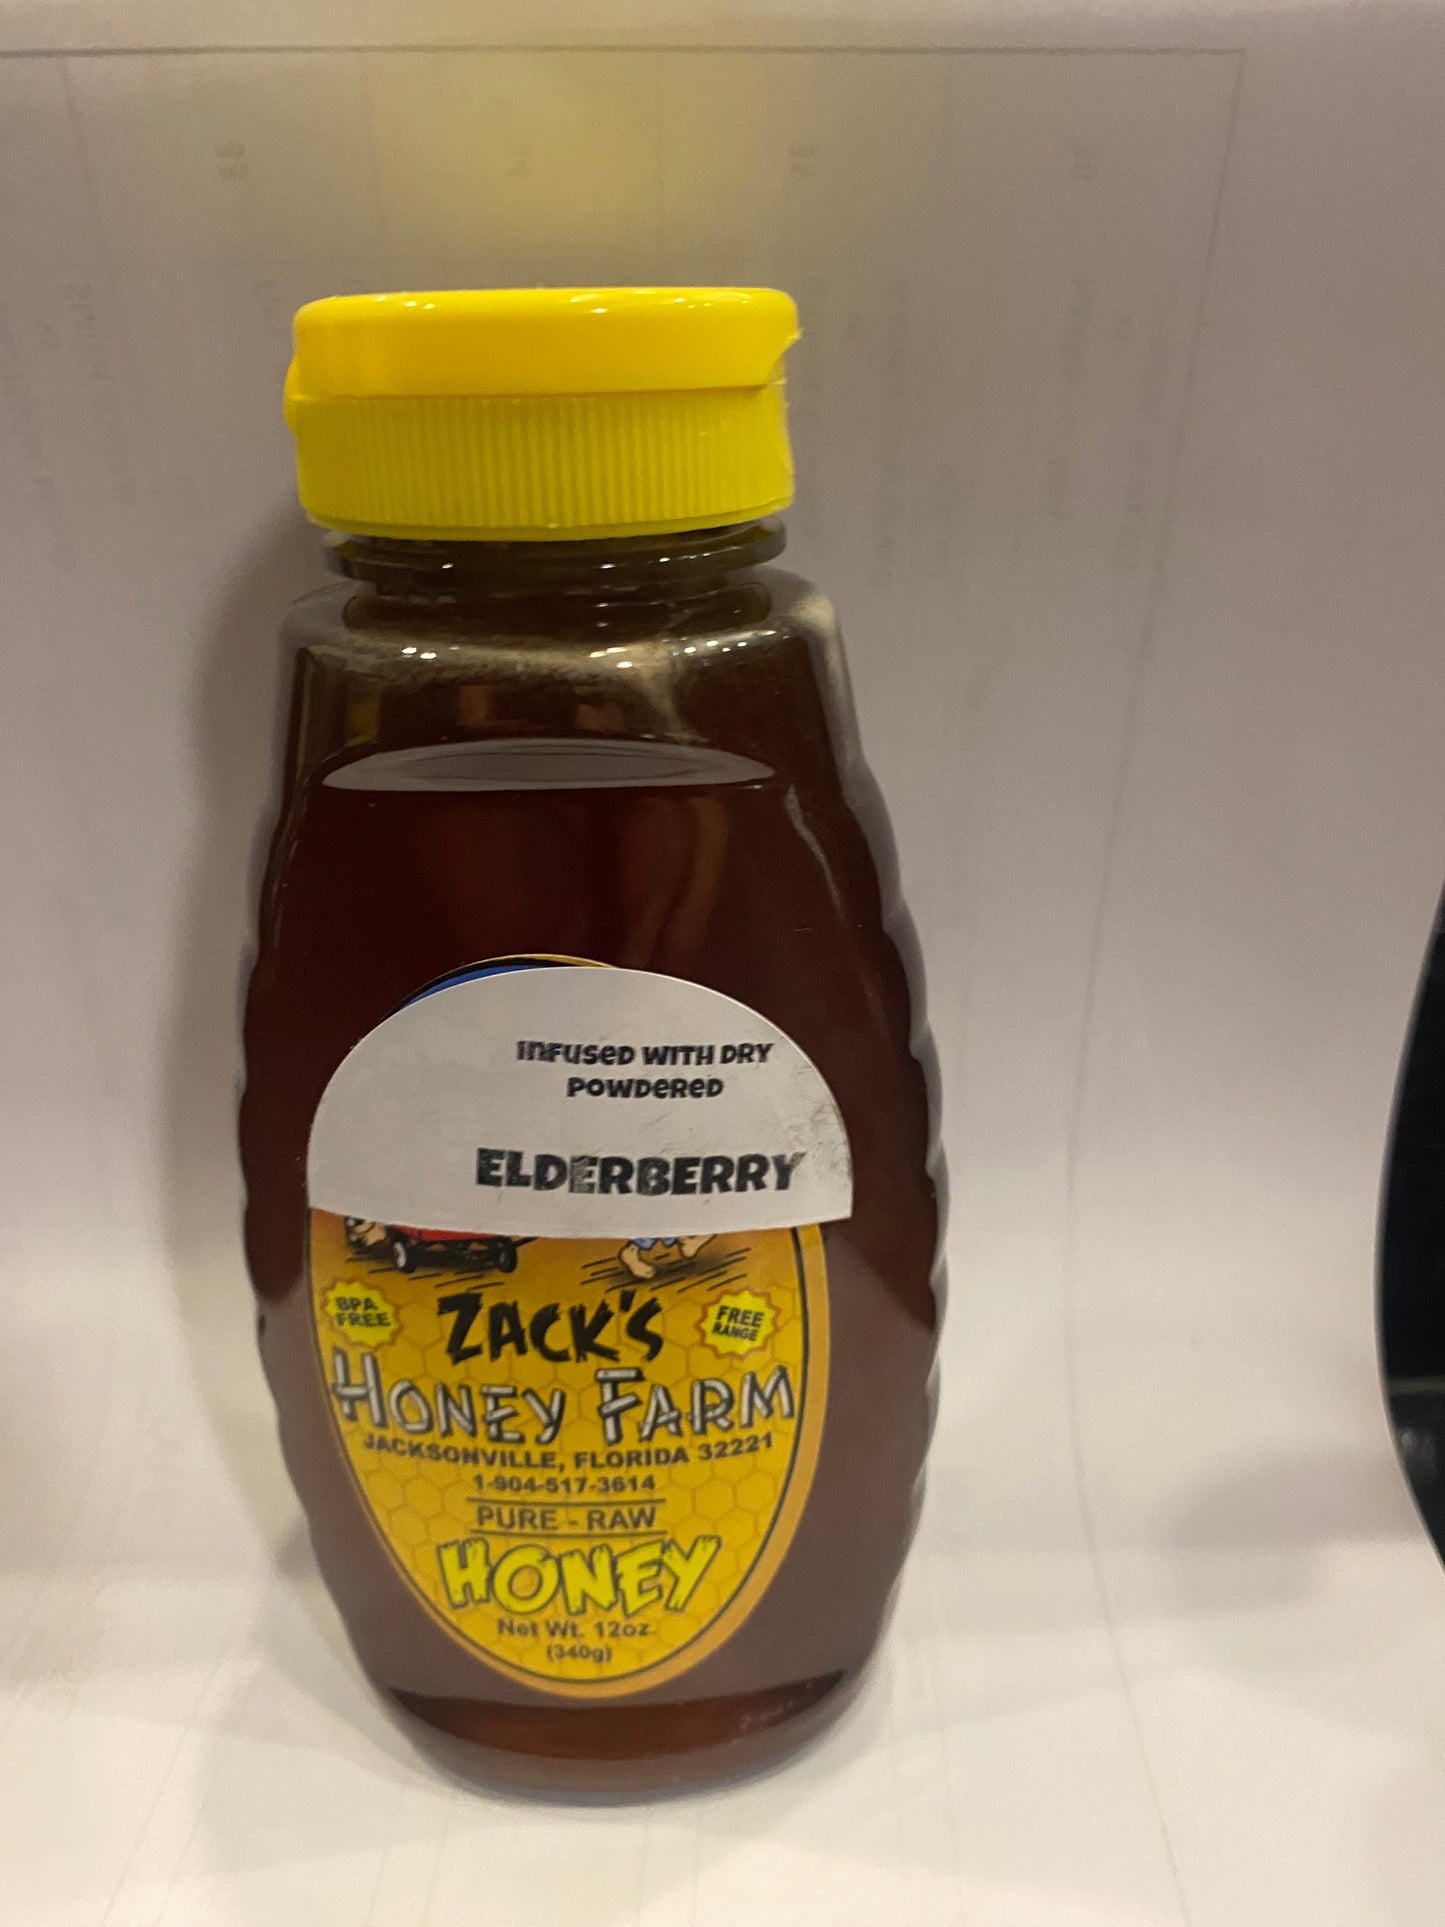 INFUSED WITH DRY
POWDERED
ELDERBERRY
BPA
FREE
ZACK'S
FREE
RANGE
HONEY FARM
JACKSONVILLE, FLORIDA 32221
1-904-517-3614
PURE - RAW
HONEY
Net Wt. 12oz.
(340g)